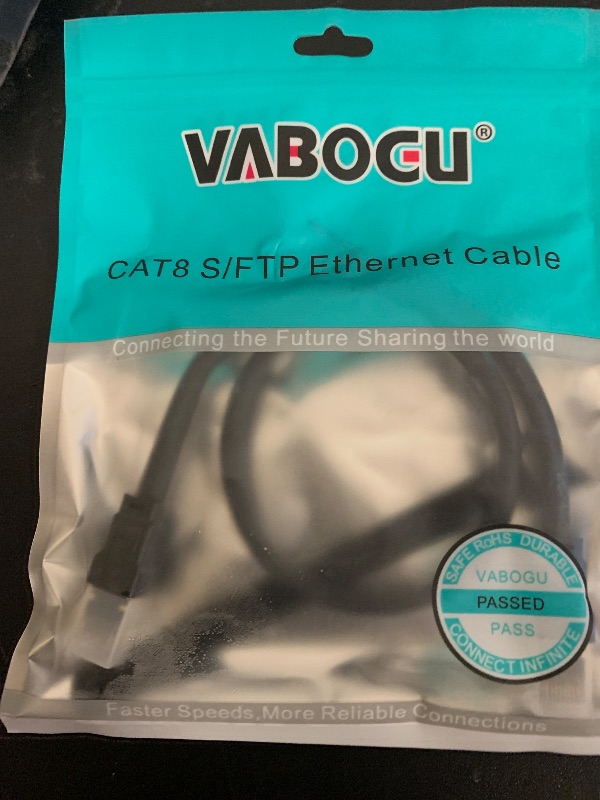 VABOGU®
CAT8 S/FTP Ethernet Cable
Connecting the Future Sharing the world
SAFE RoHS DURABLE
VABOGU
PASSED
PASS
CONNECT INFINITE
Faster Speeds,More Reliable Connections